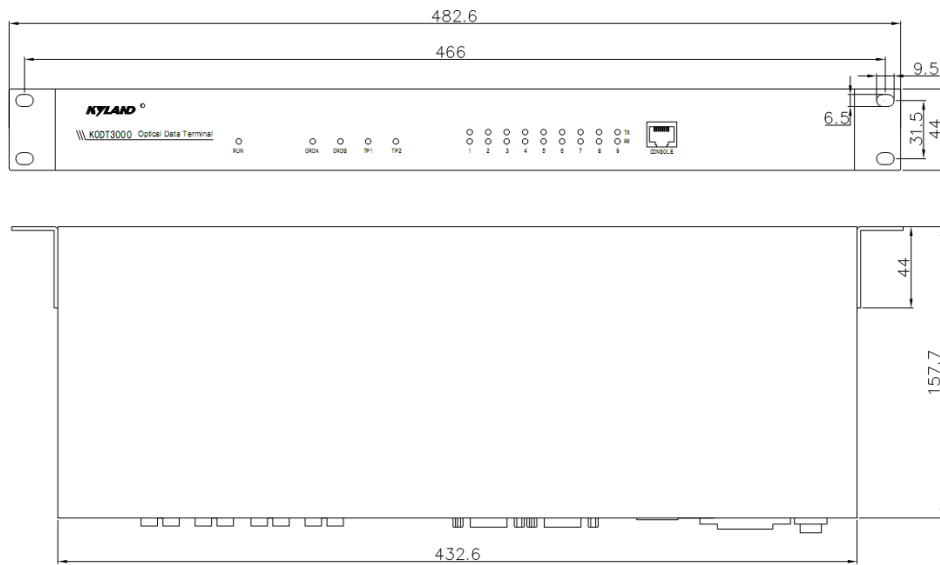 482.6
466
9.5
KYLAND ®
KODT3000 Optical Data Terminal
6.5
31.5
44
TX
RX
RUN ORDA ORDB TP1 TP2 1 2 3 4 5 6 7 8 9 CONSOLE
44
157.7
432.6